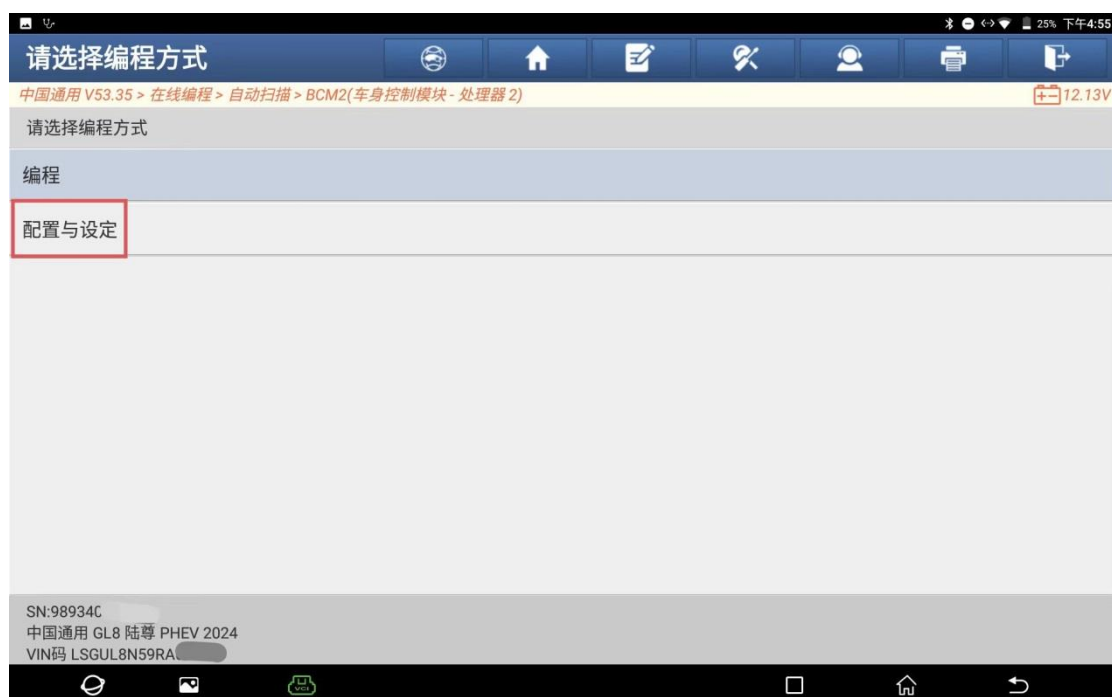 25% 下午4:55
请选择编程方式
中国通用 V53.35 > 在线编程 > 自动扫描 > BCM2(车身控制模块 - 处理器 2)
12.13V
请选择编程方式
编程
配置与设定
SN:98934
中国通用 GL8 陆尊 PHEV 2024
VIN码 LSGUL8N59RA
VCI